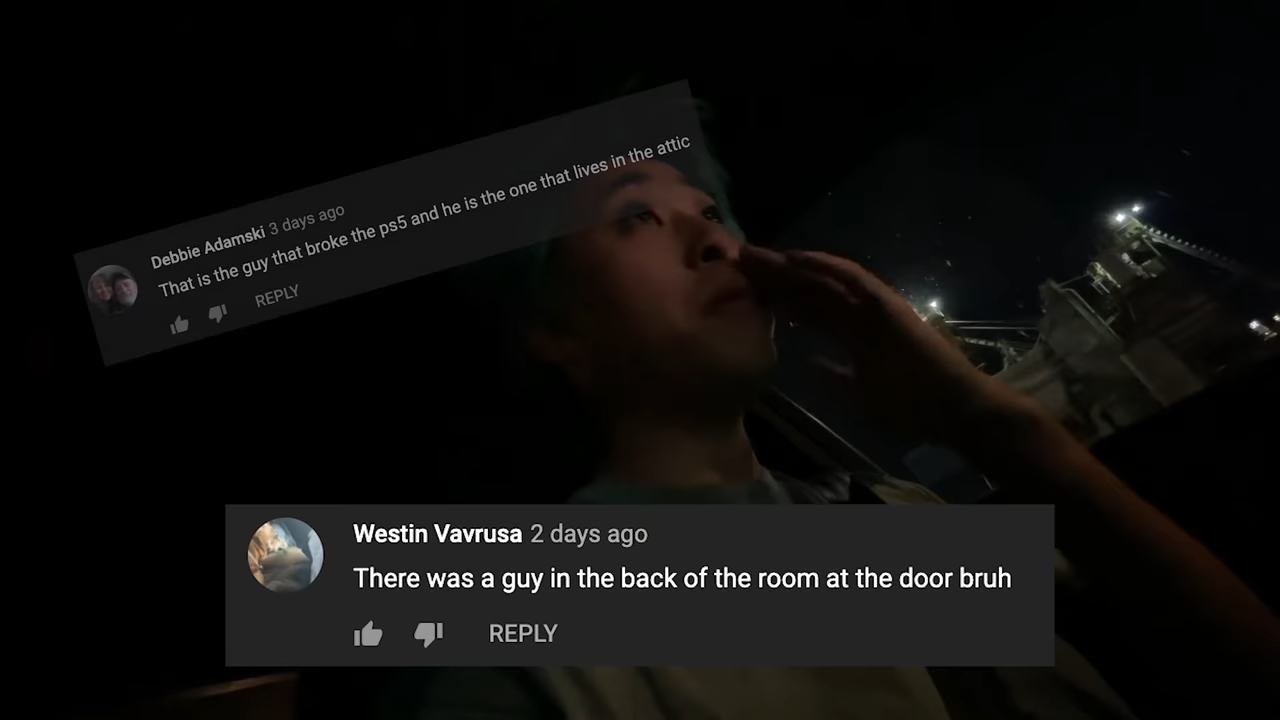 Debbie Adamski 3 days ago
That is the guy that broke the ps5 and he is the one that lives in the attic
REPLY
Westin Vavrusa 2 days ago
There was a guy in the back of the room at the door bruh
REPLY